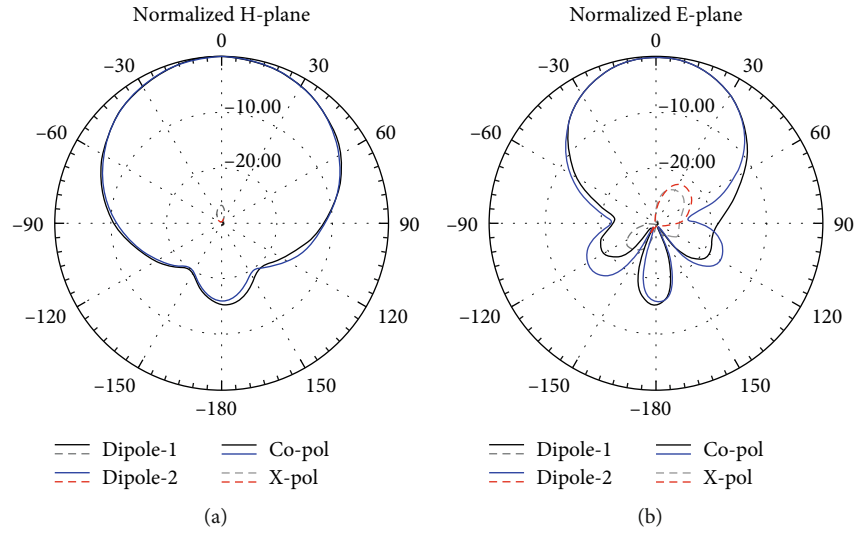 Normalized H-plane
0
−30
30
−10.00
−60
60
−20.00
−90
90
−120
120
−150
150
−180
Dipole-1
Co-pol
Dipole-2
X-pol
(a)
Normalized E-plane
0
−30
30
−10.00
−60
60
−20.00
−90
90
−120
120
−150
150
−180
Dipole-1
Co-pol
Dipole-2
X-pol
(b)